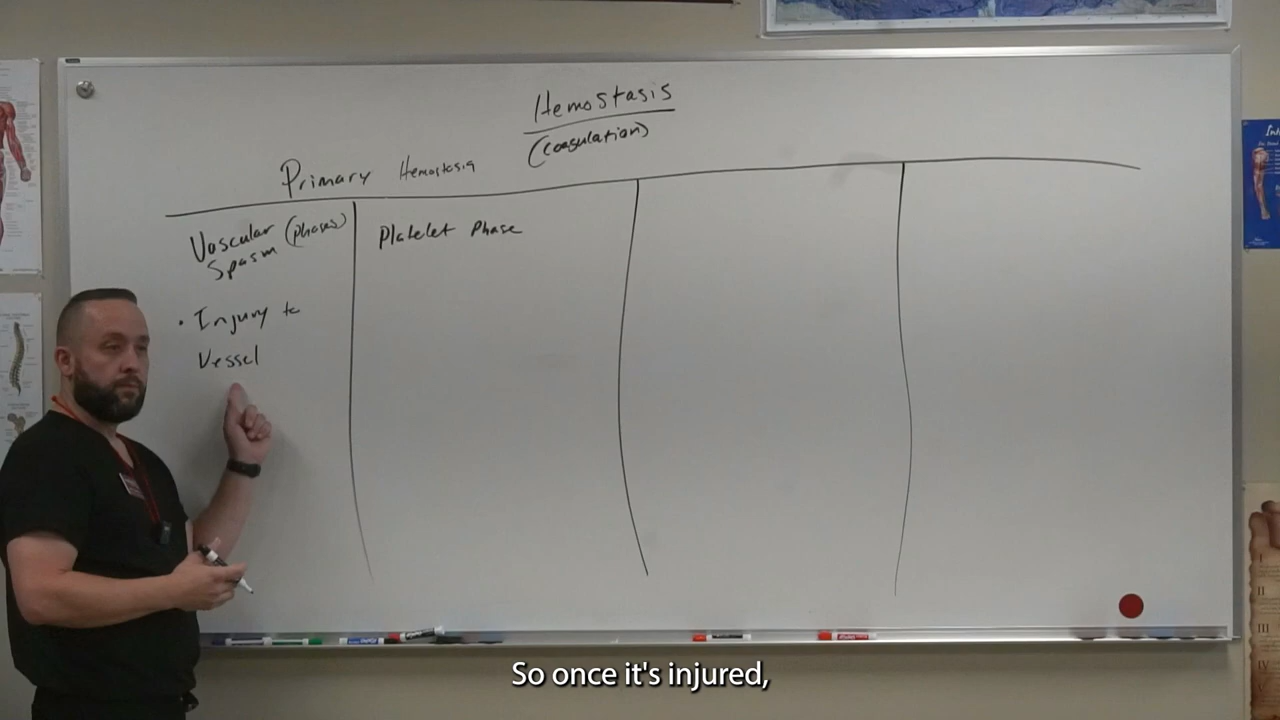 Hemostasis
(coagulation)
Primary Hemostasis
Vascular (phase)
Spasm
Platelet Phase
• Injury to
Vessel
So once it's injured,